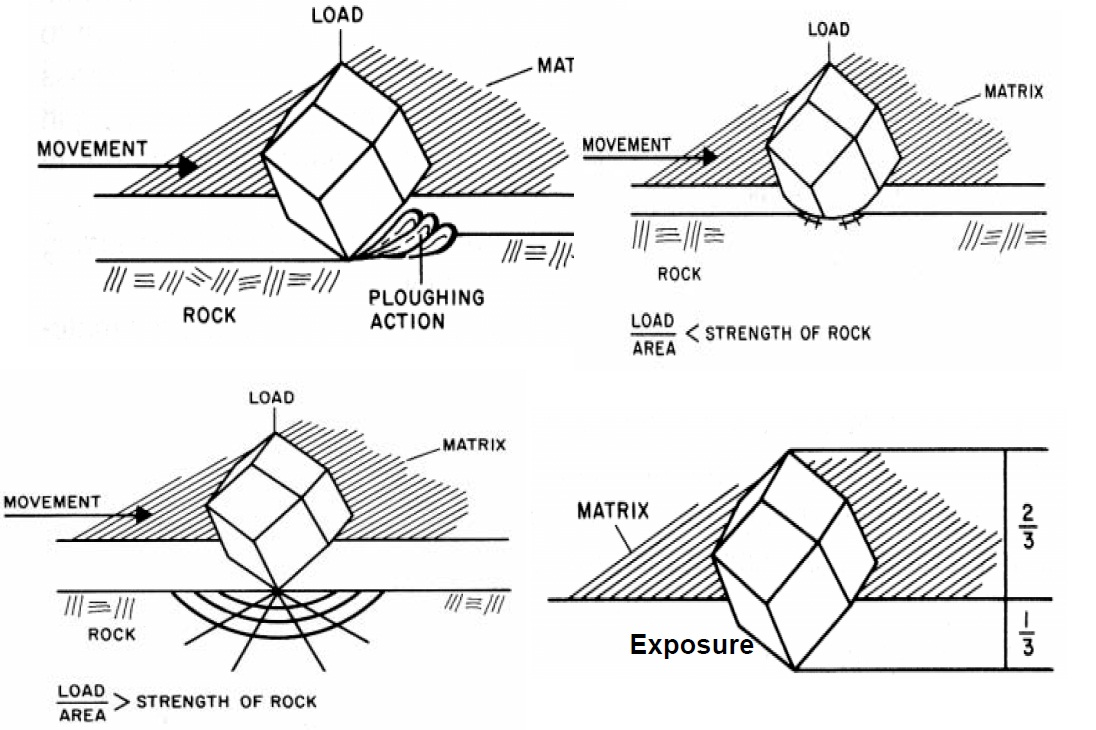 LOAD
MAT
MOVEMENT
PLOUGHING
ACTION
ROCK
LOAD
MATRIX
MOVEMENT
ROCK
LOAD
AREA
< STRENGTH OF ROCK
LOAD
MATRIX
MOVEMENT
ROCK
LOAD
AREA
> STRENGTH OF ROCK
MATRIX
2
3
Exposure
1
3